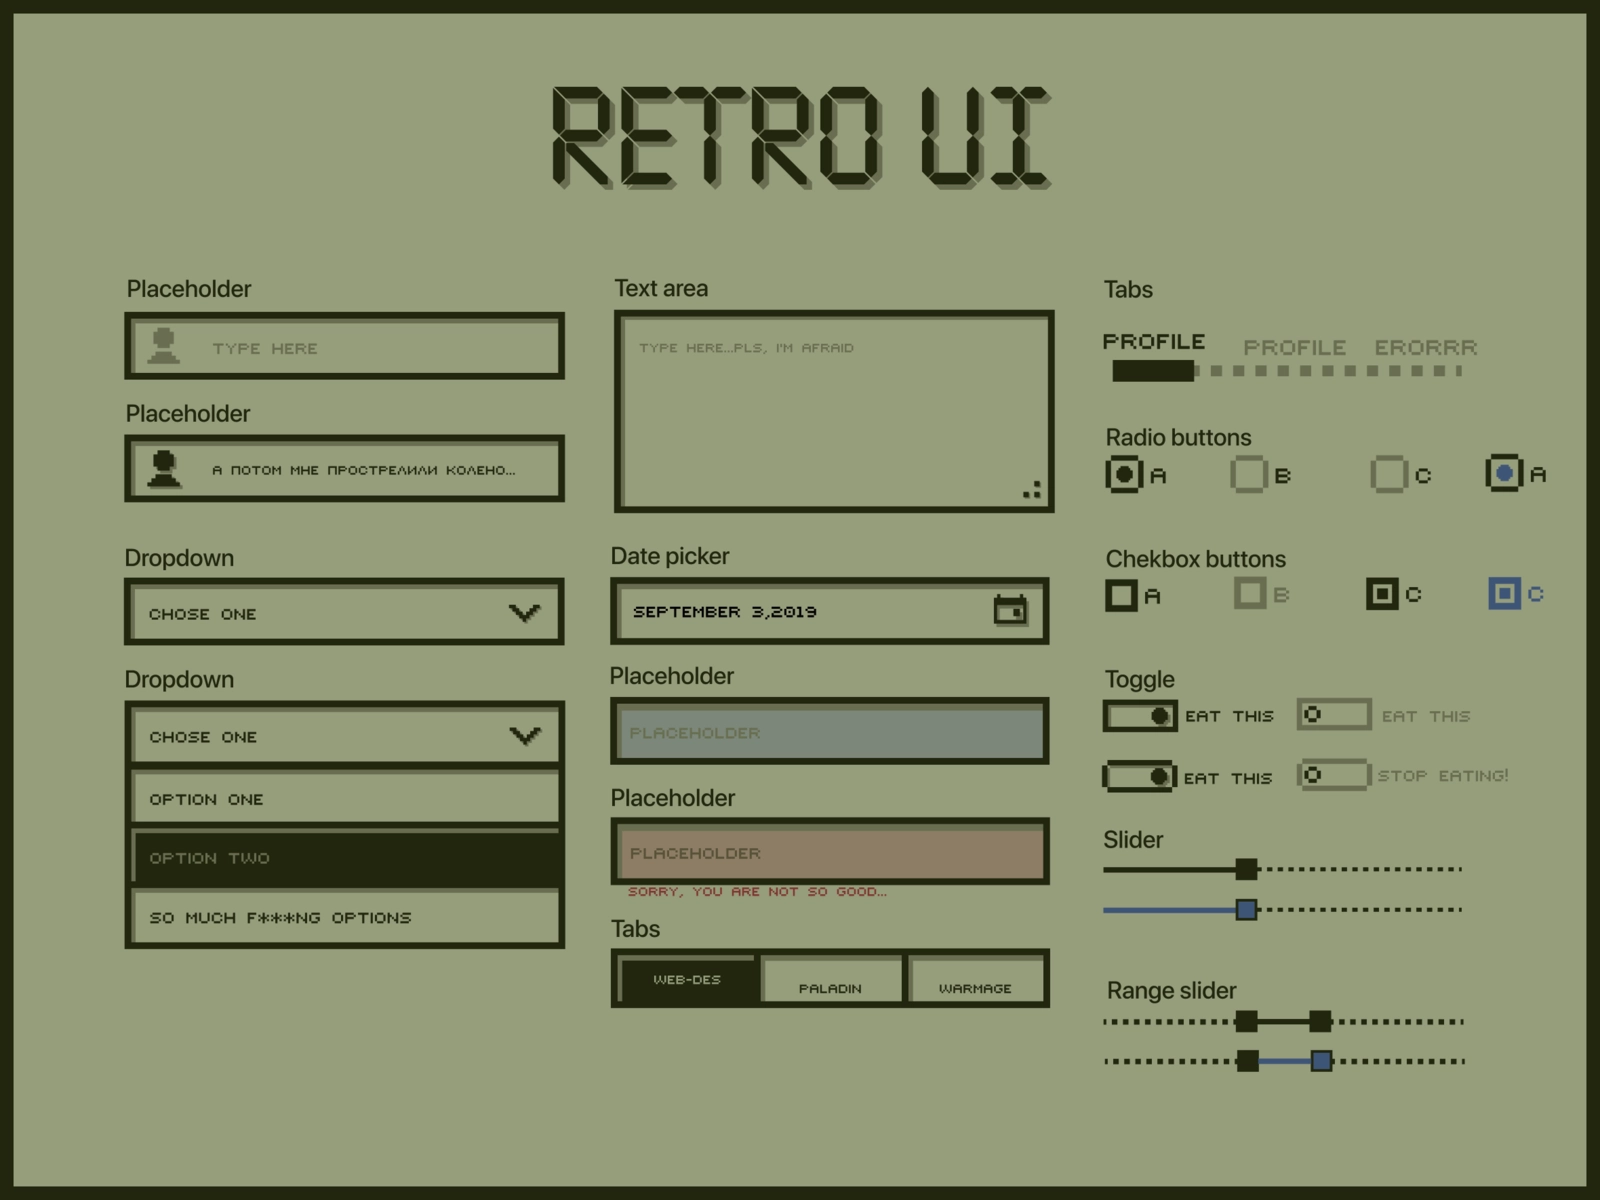 RETRO UI
Placeholder
TYPE HERE
Placeholder
А ПОТОМ МНЕ ПРОСТРЕЛИЛИ КОЛЕНО...
Dropdown
CHOSE ONE
Dropdown
CHOSE ONE
OPTION ONE
OPTION TWO
SO MUCH F***NG OPTIONS
Text area
TYPE HERE...PLS, I'M AFRAID
Date picker
SEPTEMBER 3,2019
Placeholder
PLACEHOLDER
Placeholder
PLACEHOLDER
SORRY, YOU ARE NOT SO GOOD...
Tabs
WEB-DES PALADIN WARMAGE
Tabs
PROFILE PROFILE ERORRR
Radio buttons
A B C A
Chekbox buttons
A B C C
Toggle
EAT THIS EAT THIS
EAT THIS STOP EATING!
Slider
Range slider